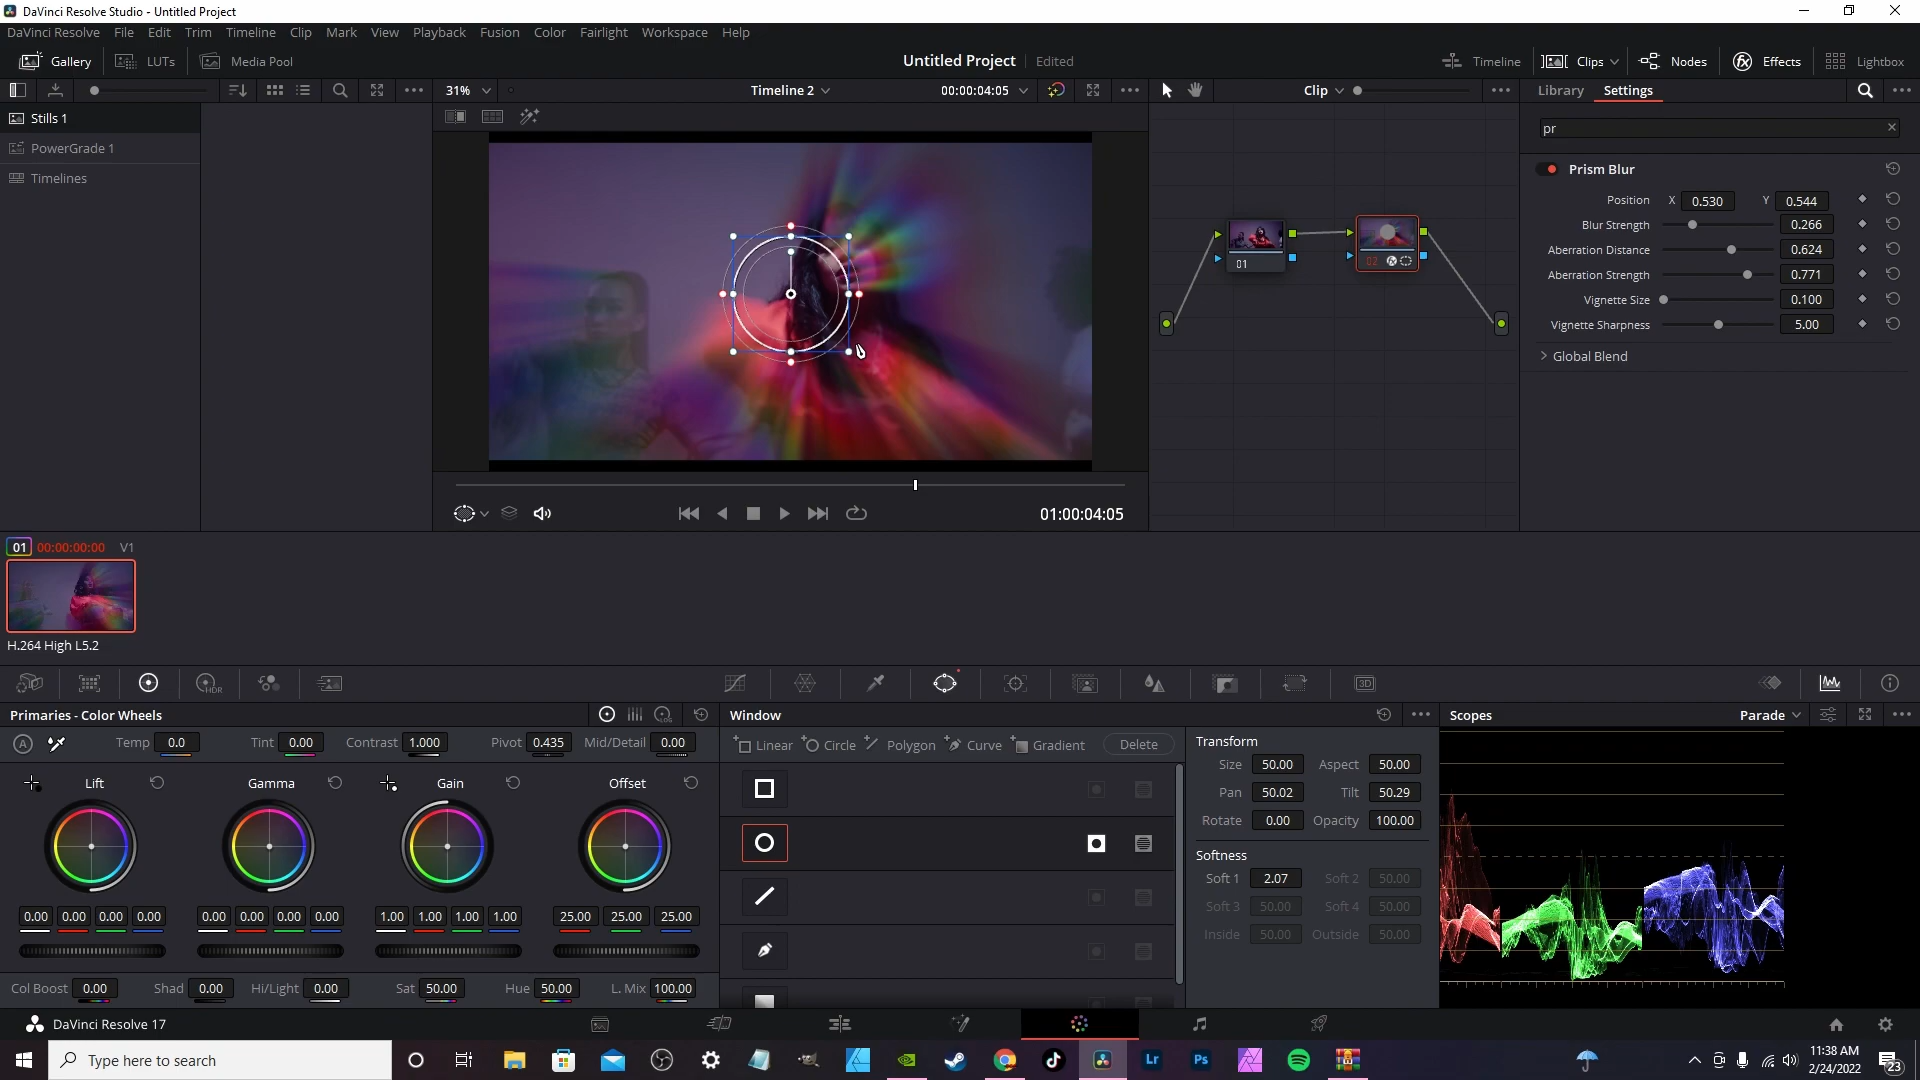 DaVinci Resolve Studio - Untitled Project
DaVinci Resolve File Edit Trim Timeline Clip Mark View Playback Fusion Color Fairlight Workspace Help
Gallery LUTs Media Pool Untitled Project Edited Timeline Clips Nodes Effects Lightbox
31% Timeline 2 00:00:04:05 Clip Library Settings
Stills 1
PowerGrade 1
Timelines
pr
Prism Blur
Position X 0.530 Y 0.544
Blur Strength 0.266
Aberration Distance 0.624
Aberration Strength 0.771
Vignette Size 0.100
Vignette Sharpness 5.00
Global Blend
01
02
01:00:04:05
01 00:00:00:00 V1
H.264 High L5.2
HDR
3D
Primaries - Color Wheels
LOG
Window
Scopes Parade
A Temp 0.0 Tint 0.00 Contrast 1.000 Pivot 0.435 Mid/Detail 0.00
Linear Circle Polygon Curve Gradient Delete
Lift Gamma Gain Offset
0.00 0.00 0.00 0.00 0.00 0.00 0.00 0.00 1.00 1.00 1.00 1.00 25.00 25.00 25.00
Col Boost 0.00 Shad 0.00 Hi/Light 0.00 Sat 50.00 Hue 50.00 L. Mix 100.00
Transform
Size 50.00 Aspect 50.00
Pan 50.02 Tilt 50.29
Rotate 0.00 Opacity 100.00
Softness
Soft 1 2.07 Soft 2 50.00
Soft 3 50.00 Soft 4 50.00
Inside 50.00 Outside 50.00
DaVinci Resolve 17
Type here to search
Lr
Ps
11:38 AM
2/24/2022
23